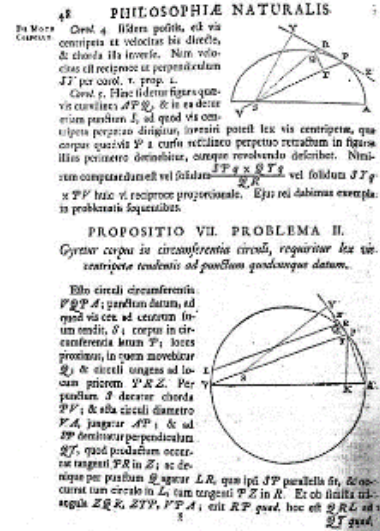 48 PHILOSOPHIÆ NATURALIS
DE MOTU
CORPORUM.
Corol. 4. Iisdem positis, est vis
centripeta ut velocitas bis directe,
& chorda illa inverse. Nam velo-
citas est reciproce ut perpendiculum
SY per corol. 1. prop. 1.
Corol. 5. Hinc si detur figura quæ-
vis curvilinea APQ, & in ea detur
etiam punctum S, ad quod vis cen-
tripeta perpetuo dirigitur, inveniri potest lex vis centripetæ, qua
corpus quodvis P a cursu rectilineo perpetuo retractum in figuræ
illius perimetro detinebitur, eamque revolvendo describet. Nimi-
rum computandum est vel solidum SPq x QTq / QR vel solidum SYq
x PV huic vi reciproce proportionale. Ejus rei dabimus exempla
in problematis sequentibus.
PROPOSITIO VII. PROBLEMA II.
Gyretur corpus in circumferentia circuli, requiritur lex vis
centripetæ tendentis ad punctum quodcunque datum.
Esto circuli circumferentia
VQPA; punctum datum, ad
quod vis ceu ad centrum su-
um tendit, S; corpus in cir-
cumferentia latum P; locus
proximus, in quem movebitur
Q; & circuli tangens ad lo-
cum priorem PRZ. Per
punctum S ducatur chorda
PV; & acta circuli diametro
VA, jungatur AP; & ad
SP demittatur perpendiculum
QT, quod productum occur-
rat tangenti PR in Z; ac de-
nique per punctum Q agatur LR, quæ ipsi SP parallela sit, & oc-
currat tum circulo in L, tum tangenti PZ in R. Et ob similia tri-
angula ZQR, ZTP, VPA; erit RP quad. hoc est QRL ad
QT quad.